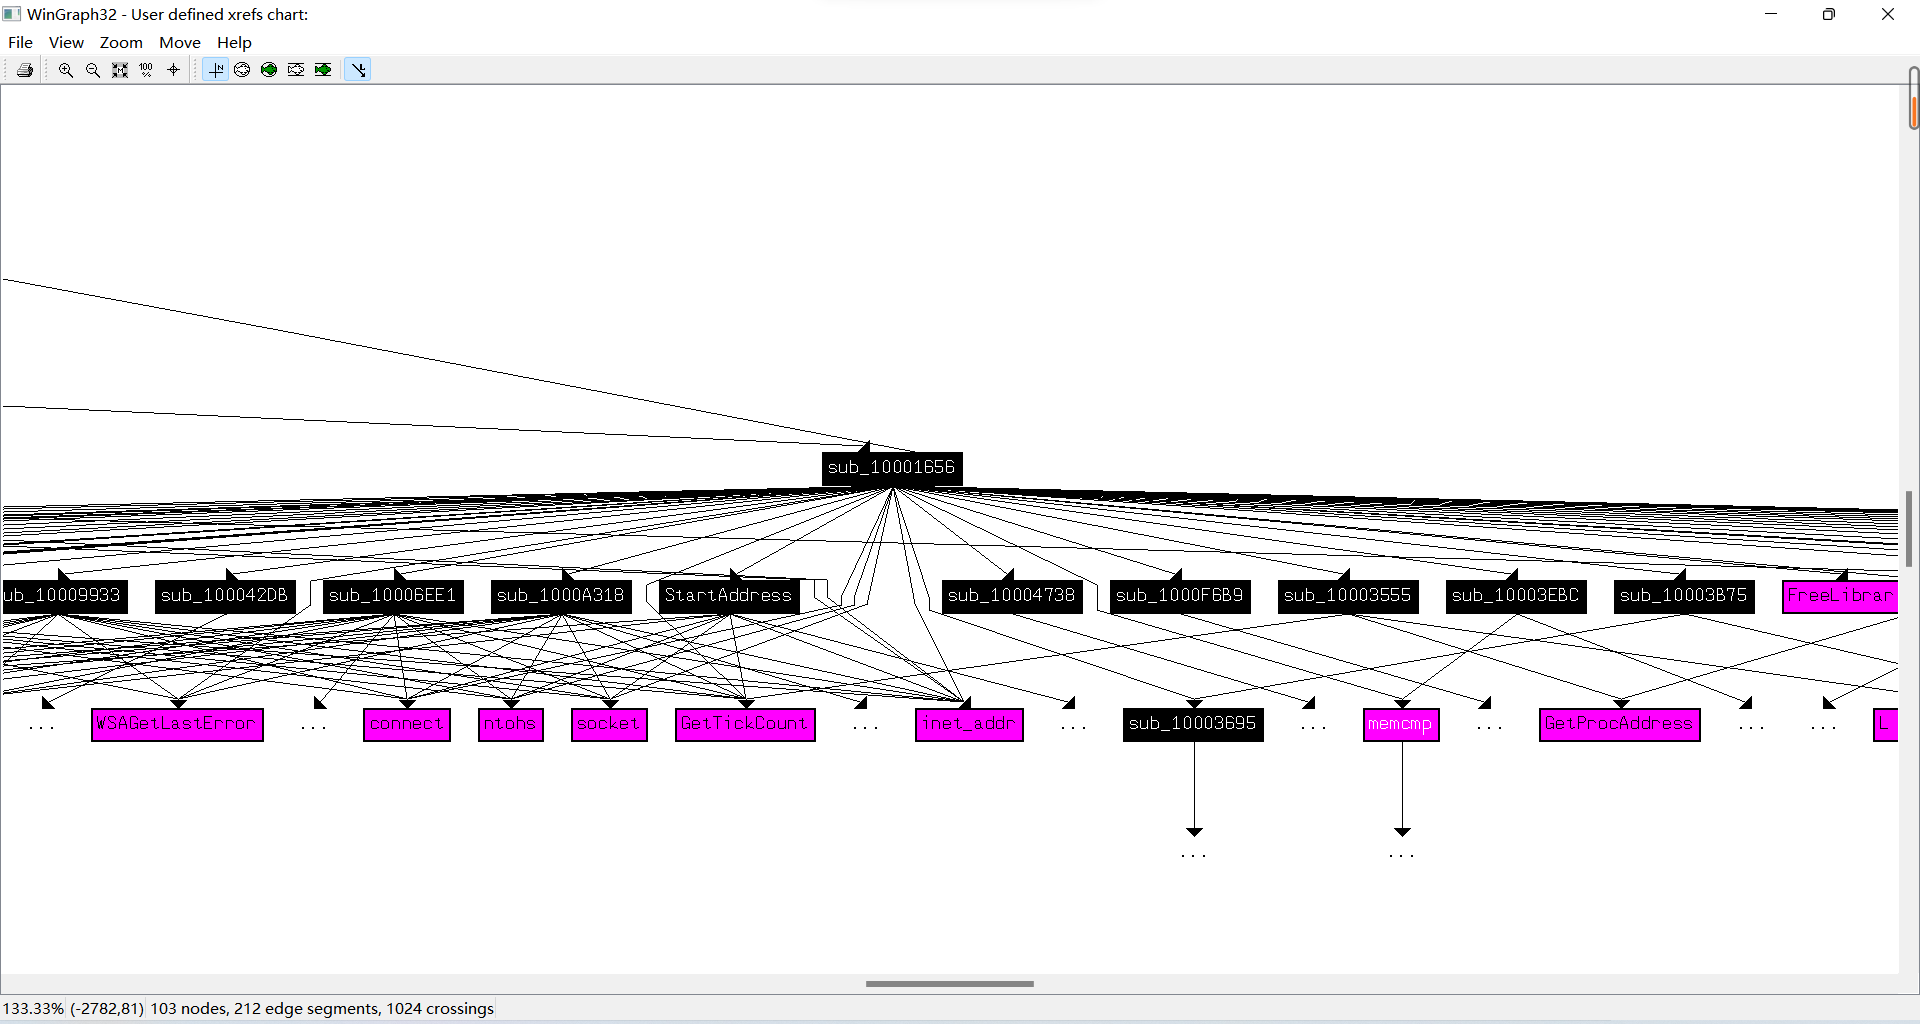 WinGraph32 - User defined xrefs chart:
File View Zoom Move Help
100 %
N
sub_10001656
ub_10009933 sub_100042DB sub_10006EE1 sub_1000A318 StartAddress sub_10004738 sub_1000F6B9 sub_10003555 sub_10003EBC sub_10003B75 FreeLibrar
... WSAGetLastError ... connect ntohs socket GetTickCount ... inet_addr ... sub_10003695 ... memcmp ... GetProcAddress ... ... L
... ...
133.33% (-2782,81) 103 nodes, 212 edge segments, 1024 crossings